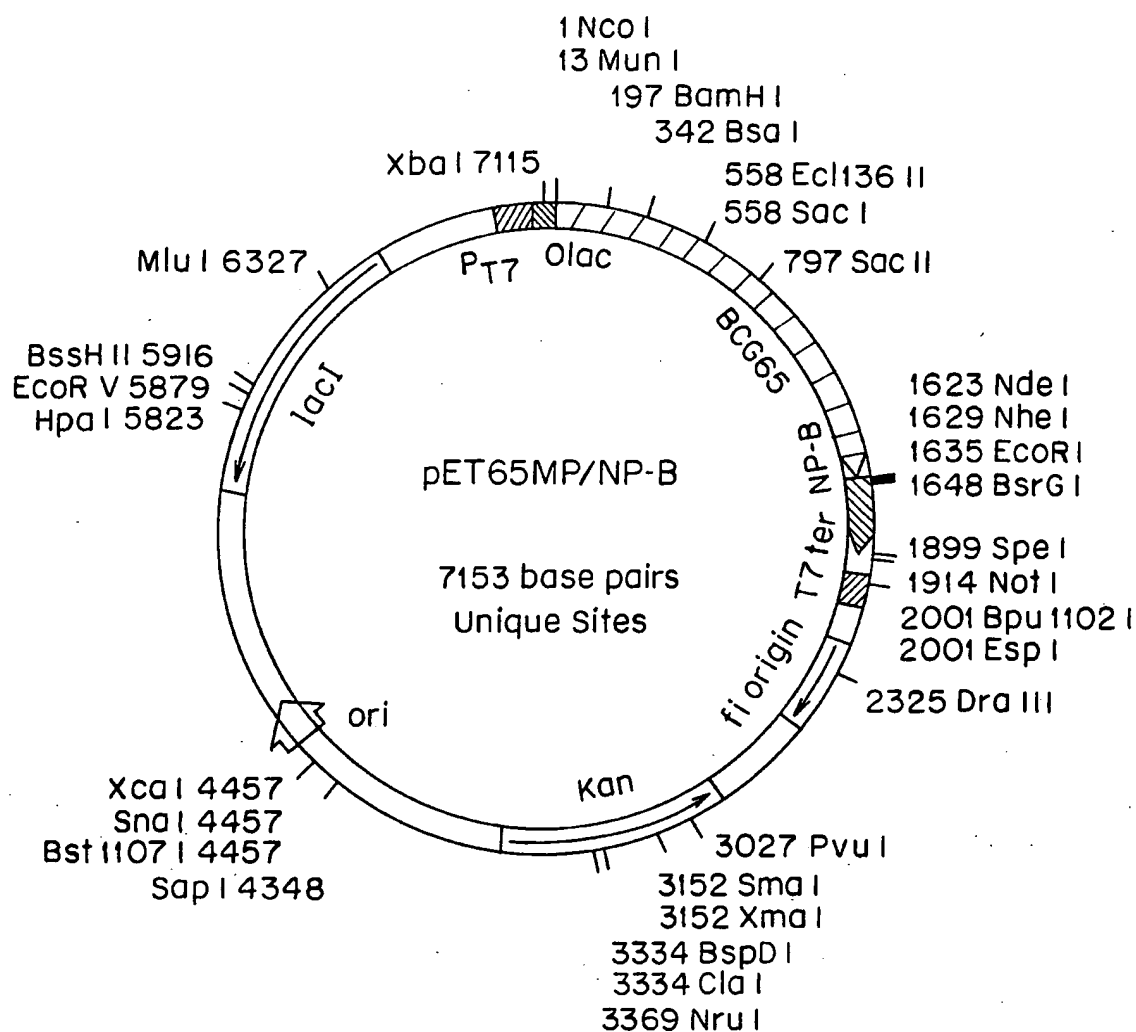 1 Nco I
13 Mun I
197 BamH I
342 Bsa I
558 Ecl136 II
558 Sac I
797 Sac II
Xba I 7115
Mlu I 6327
PT7
Olac
BCG65
BssH II 5916
EcoR V 5879
Hpa I 5823
lacI
1623 Nde I
1629 Nhe I
1635 EcoR I
1648 BsrG I
NP-B
pET65MP/NP-B
7153 base pairs
Unique Sites
T7 ter
1899 Spe I
1914 Not I
2001 Bpu 1102 I
2001 Esp I
fi origin
2325 Dra III
ori
Kan
Xca I 4457
Sna I 4457
Bst 1107 I 4457
Sap I 4348
3027 Pvu I
3152 Sma I
3152 Xma I
3334 BspD I
3334 Cla I
3369 Nru I